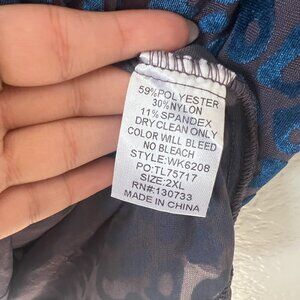 59%POLYESTER
30%NYLON
11%SPANDEX
DRY CLEAN ONLY
COLOR WILL BLEED
NO BLEACH
STYLE:WK6208
PO:TL75717
SIZE:2XL
RN#:130733
MADE IN CHINA